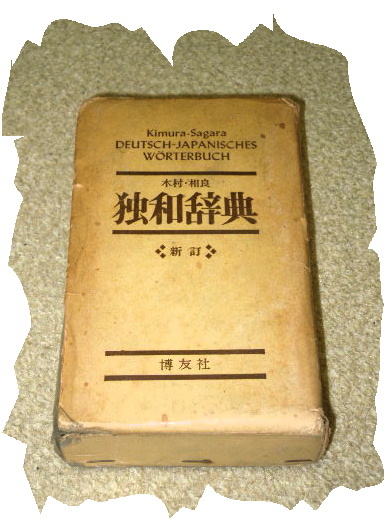 Kimura-Sagara
DEUTSCH-JAPANISCHES
WÖRTERBUCH
木村・相良
独和辞典
新訂
博友社